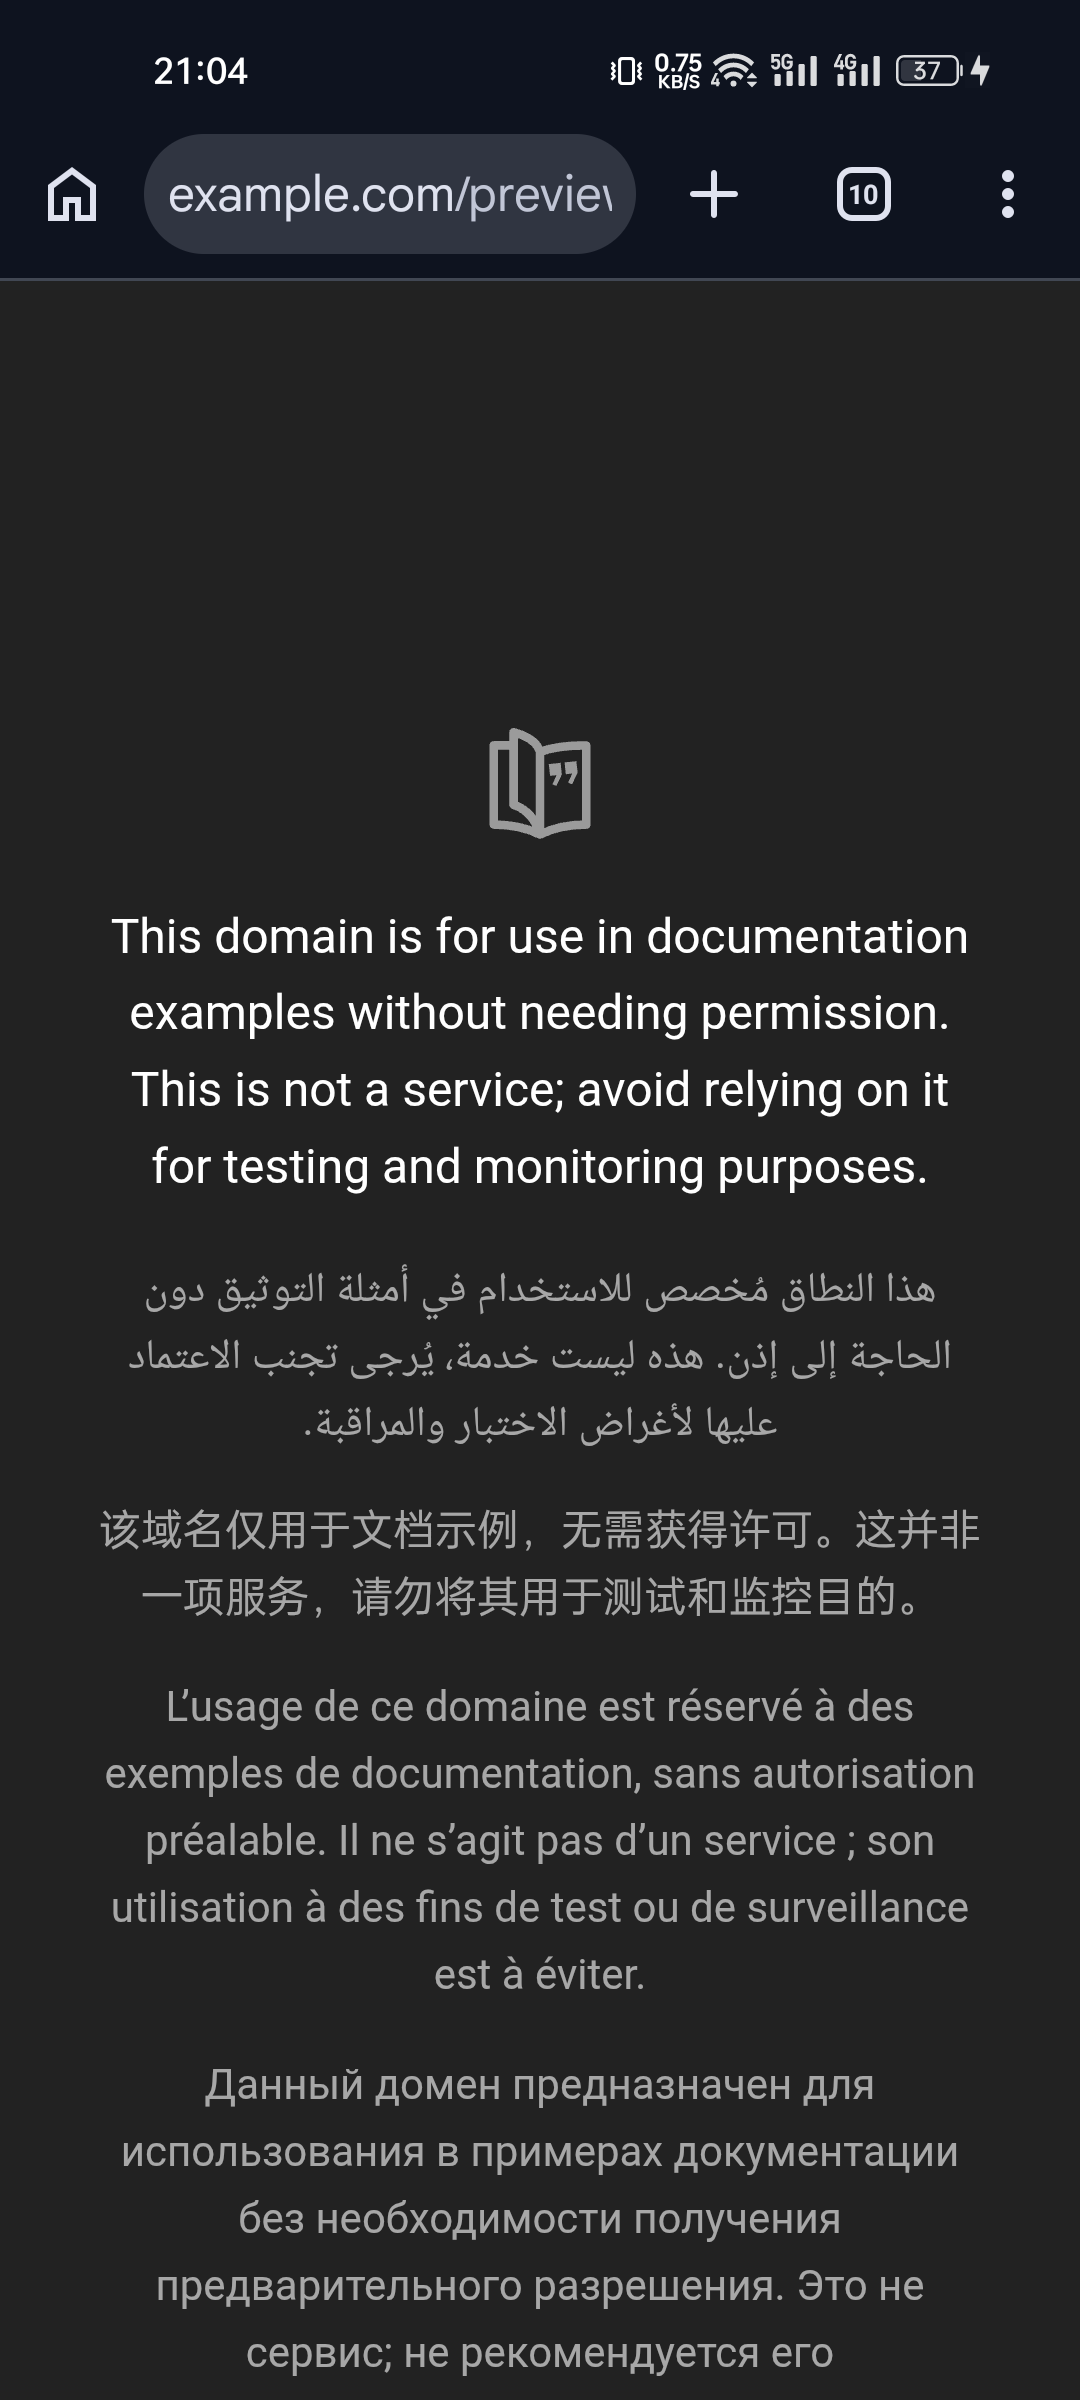 21:04
0.75
KB/S
4
5G
4G
37
example.com/preview
10
This domain is for use in documentation
examples without needing permission.
This is not a service; avoid relying on it
for testing and monitoring purposes.
هذا النطاق مُخصص للاستخدام في أمثلة التوثيق دون
الحاجة إلى إذن. هذه ليست خدمة، يُرجى تجنب الاعتماد
عليها لأغراض الاختبار والمراقبة.
该域名仅用于文档示例，无需获得许可。这并非
一项服务，请勿将其用于测试和监控目的。
L’usage de ce domaine est réservé à des
exemples de documentation, sans autorisation
préalable. Il ne s’agit pas d’un service ; son
utilisation à des fins de test ou de surveillance
est à éviter.
Данный домен предназначен для
использования в примерах документации
без необходимости получения
предварительного разрешения. Это не
сервис; не рекомендуется его